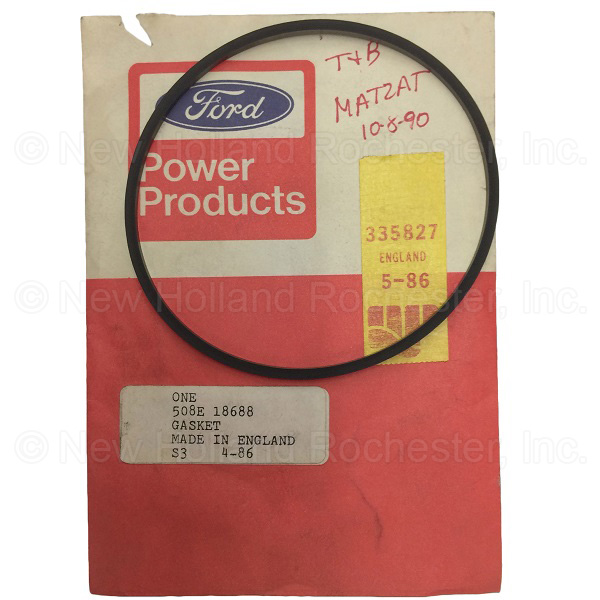 Ford
Power
Products
T&B
MATZAT
10-8-90
335827
ENGLAND
5-86
ONE
508E 18688
GASKET
MADE IN ENGLAND
S3 4-86
© New Holland Rochester, Inc.
© New Holland Rochester, Inc.
© New Holland Rochester, Inc.